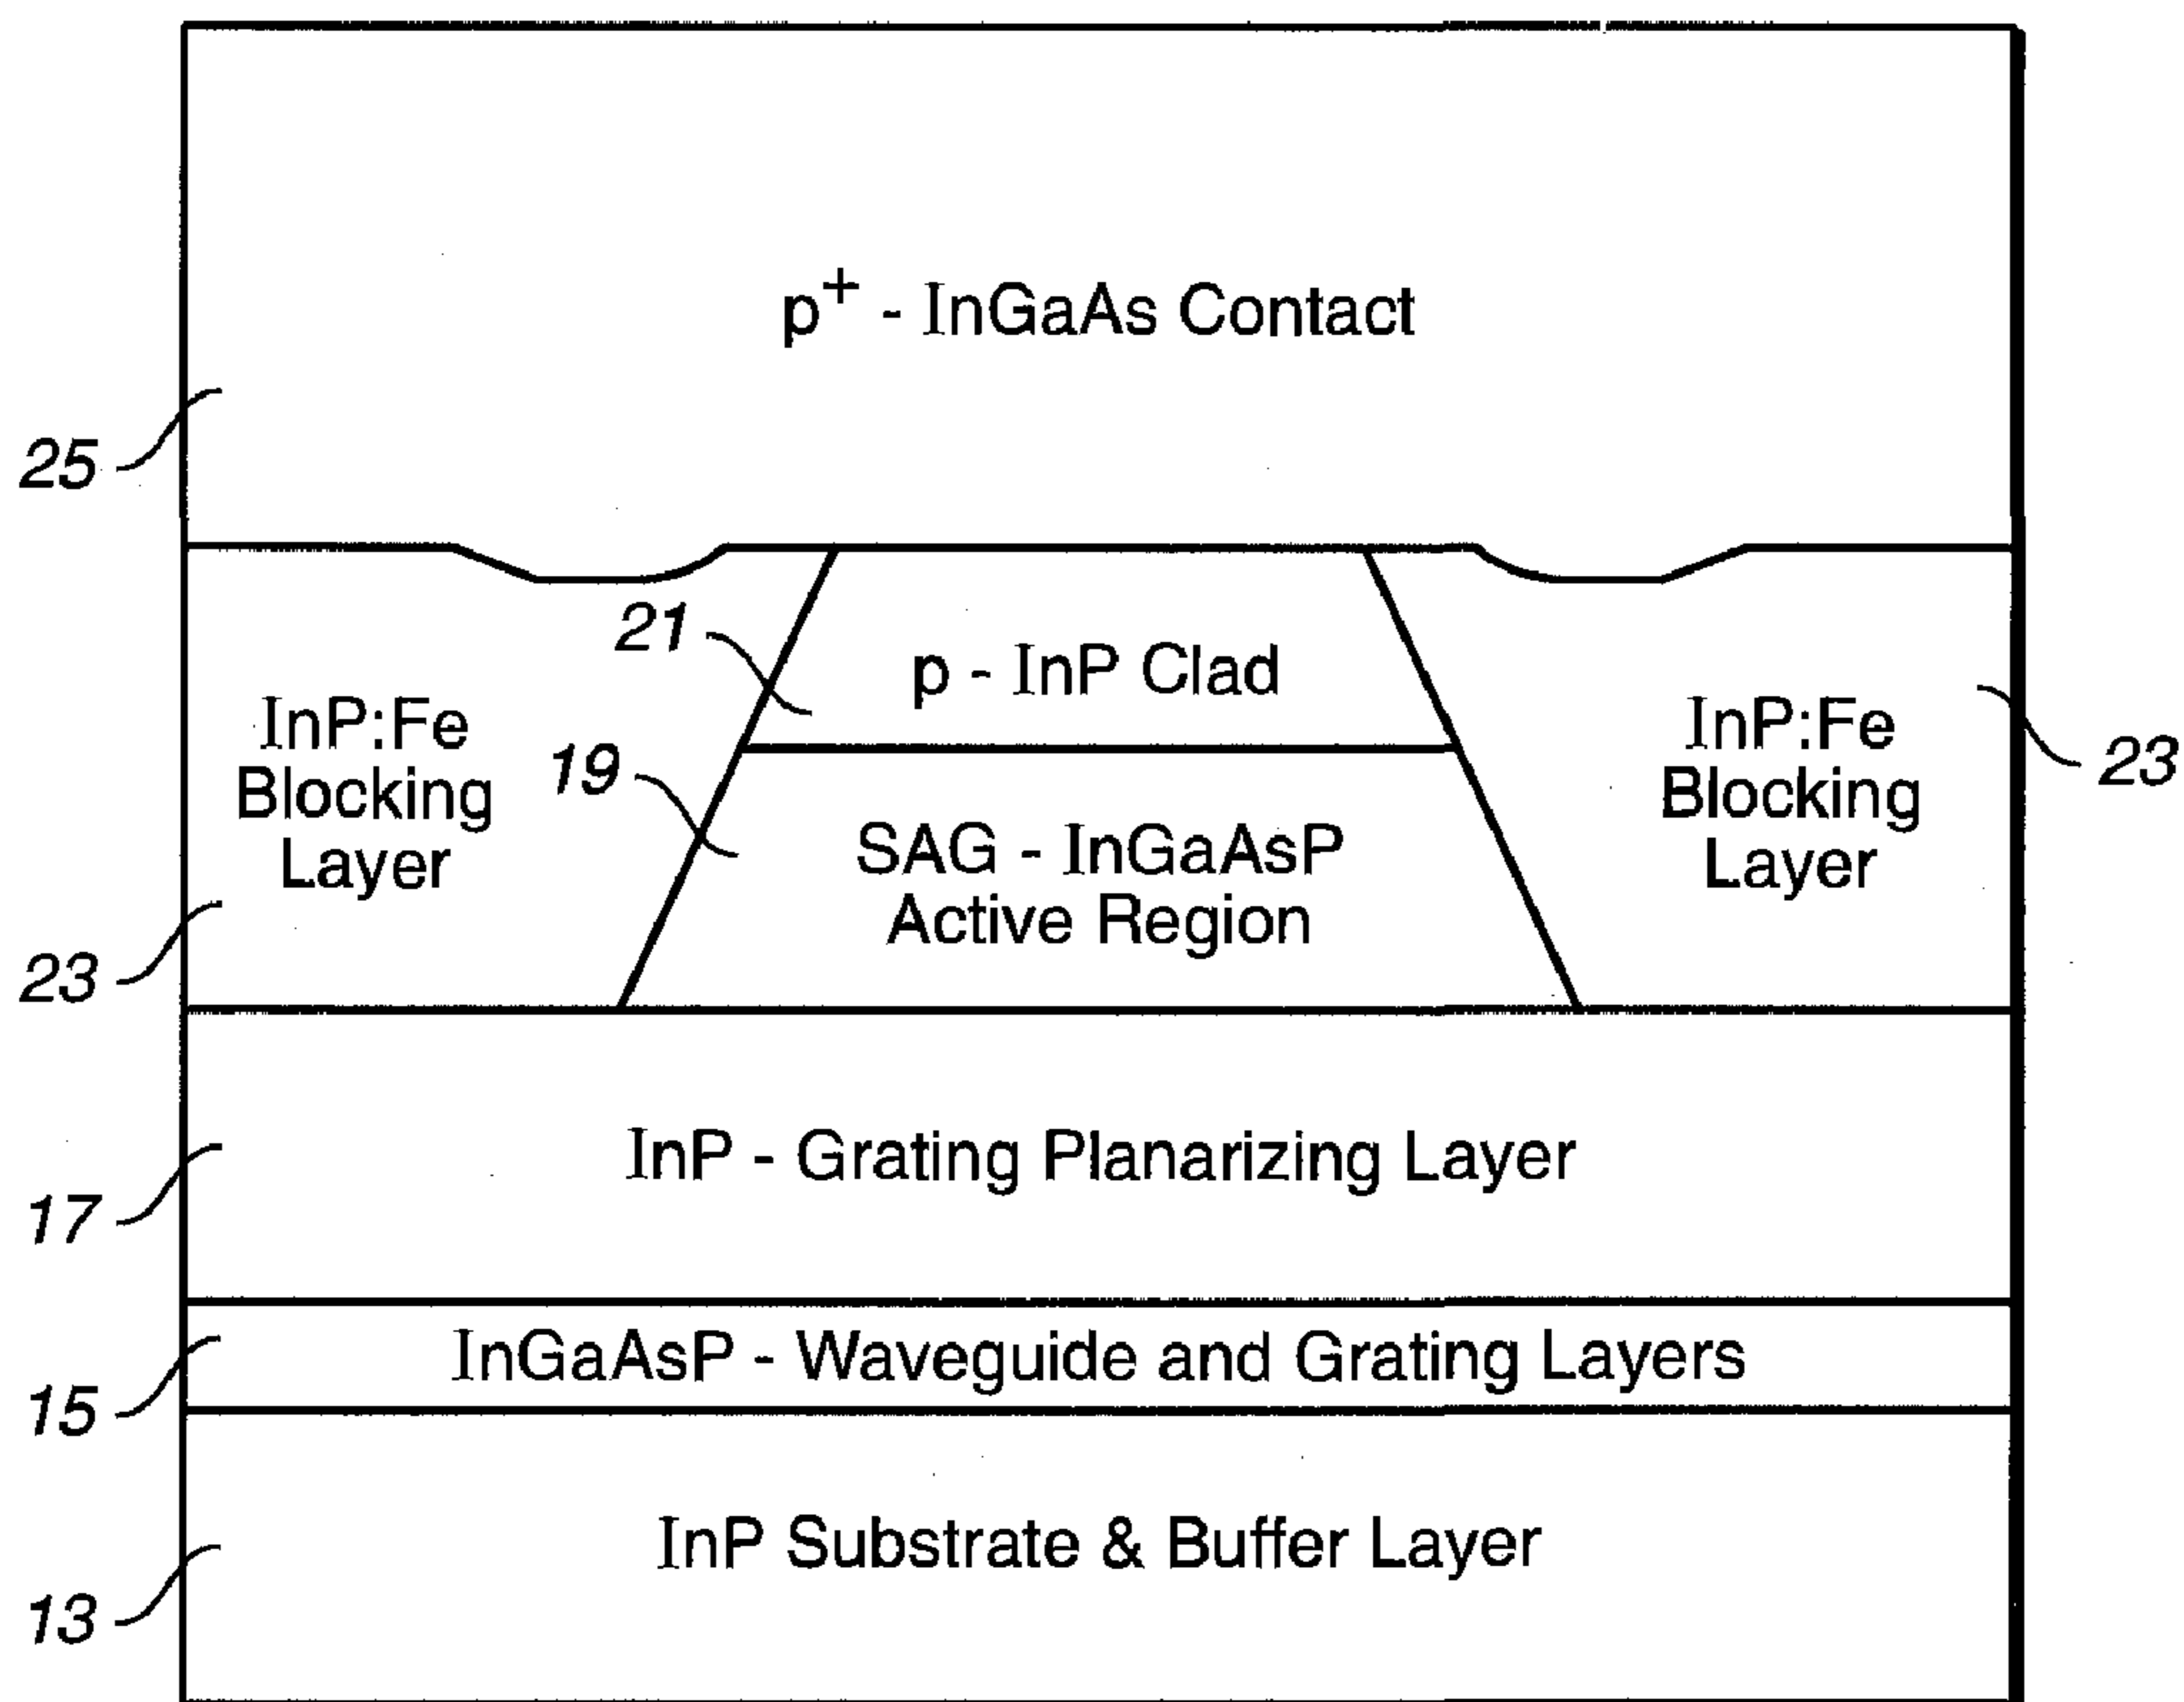 p+ - InGaAs Contact
25
21
p - InP Clad
InP:Fe
Blocking
Layer
InP:Fe
Blocking
Layer
23
19
SAG - InGaAsP
Active Region
23
InP - Grating Planarizing Layer
17
InGaAsP - Waveguide and Grating Layers
15
InP Substrate & Buffer Layer
13